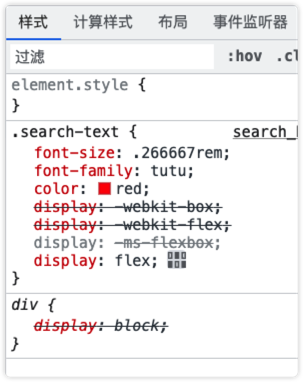 样式 计算样式 布局 事件监听器
过滤 :hov .cl
element.style {
}
.search-text { search_
font-size: .266667rem;
font-family: tutu;
color: red;
display: -webkit-box;
display: -webkit-flex;
display: -ms-flexbox;
display: flex;
}
div {
display: block;
}